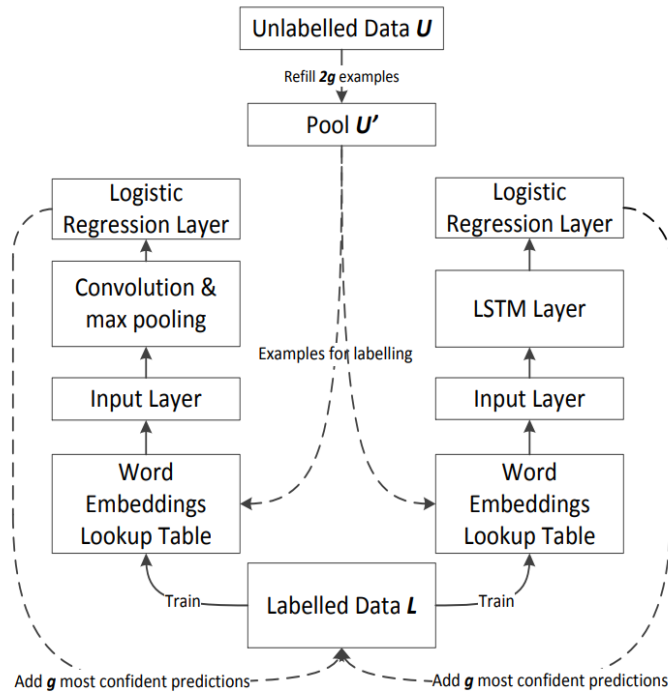 Unlabelled Data U
Refill 2g examples
Pool U'
Logistic
Regression Layer
Logistic
Regression Layer
Convolution &
max pooling
LSTM Layer
Examples for labelling
Input Layer
Input Layer
Word
Embeddings
Lookup Table
Word
Embeddings
Lookup Table
Train
Labelled Data L
Train
Add g most confident predictions
Add g most confident predictions